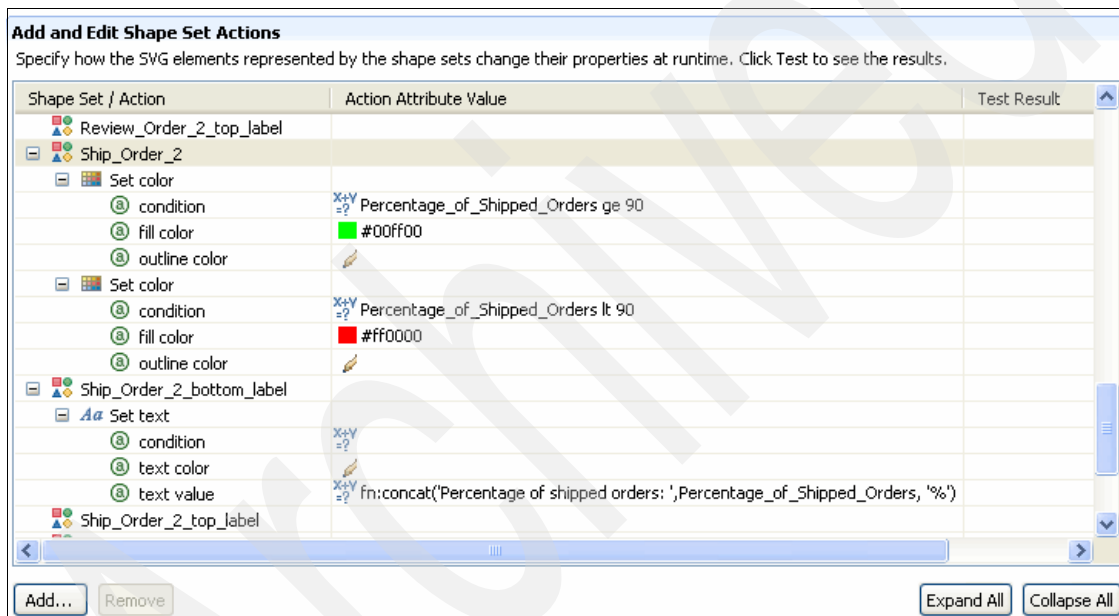 Add and Edit Shape Set Actions
Specify how the SVG elements represented by the shape sets change their properties at runtime. Click Test to see the results.
Shape Set / Action Action Attribute Value Test Result
Review_Order_2_top_label
Ship_Order_2
Set color
condition X+Y =? Percentage_of_Shipped_Orders ge 90
fill color #00ff00
outline color
Set color
condition X+Y =? Percentage_of_Shipped_Orders lt 90
fill color #ff0000
outline color
Ship_Order_2_bottom_label
Aa Set text
condition X+Y =?
text color
text value X+Y =? fn:concat('Percentage of shipped orders: ',Percentage_of_Shipped_Orders, '%')
Ship_Order_2_top_label
Add... Remove Expand All Collapse All
Archived